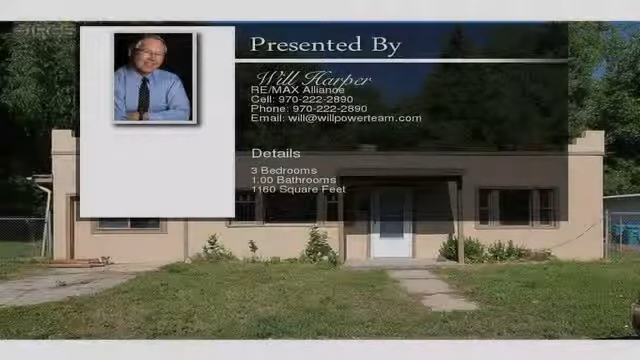 Presented By
Will Harper
RE/MAX Alliance
Cell: 970-222-2890
Phone: 970-222-2890
Email: will@willpowerteam.com
Details
3 Bedrooms
1.00 Bathrooms
1160 Square Feet